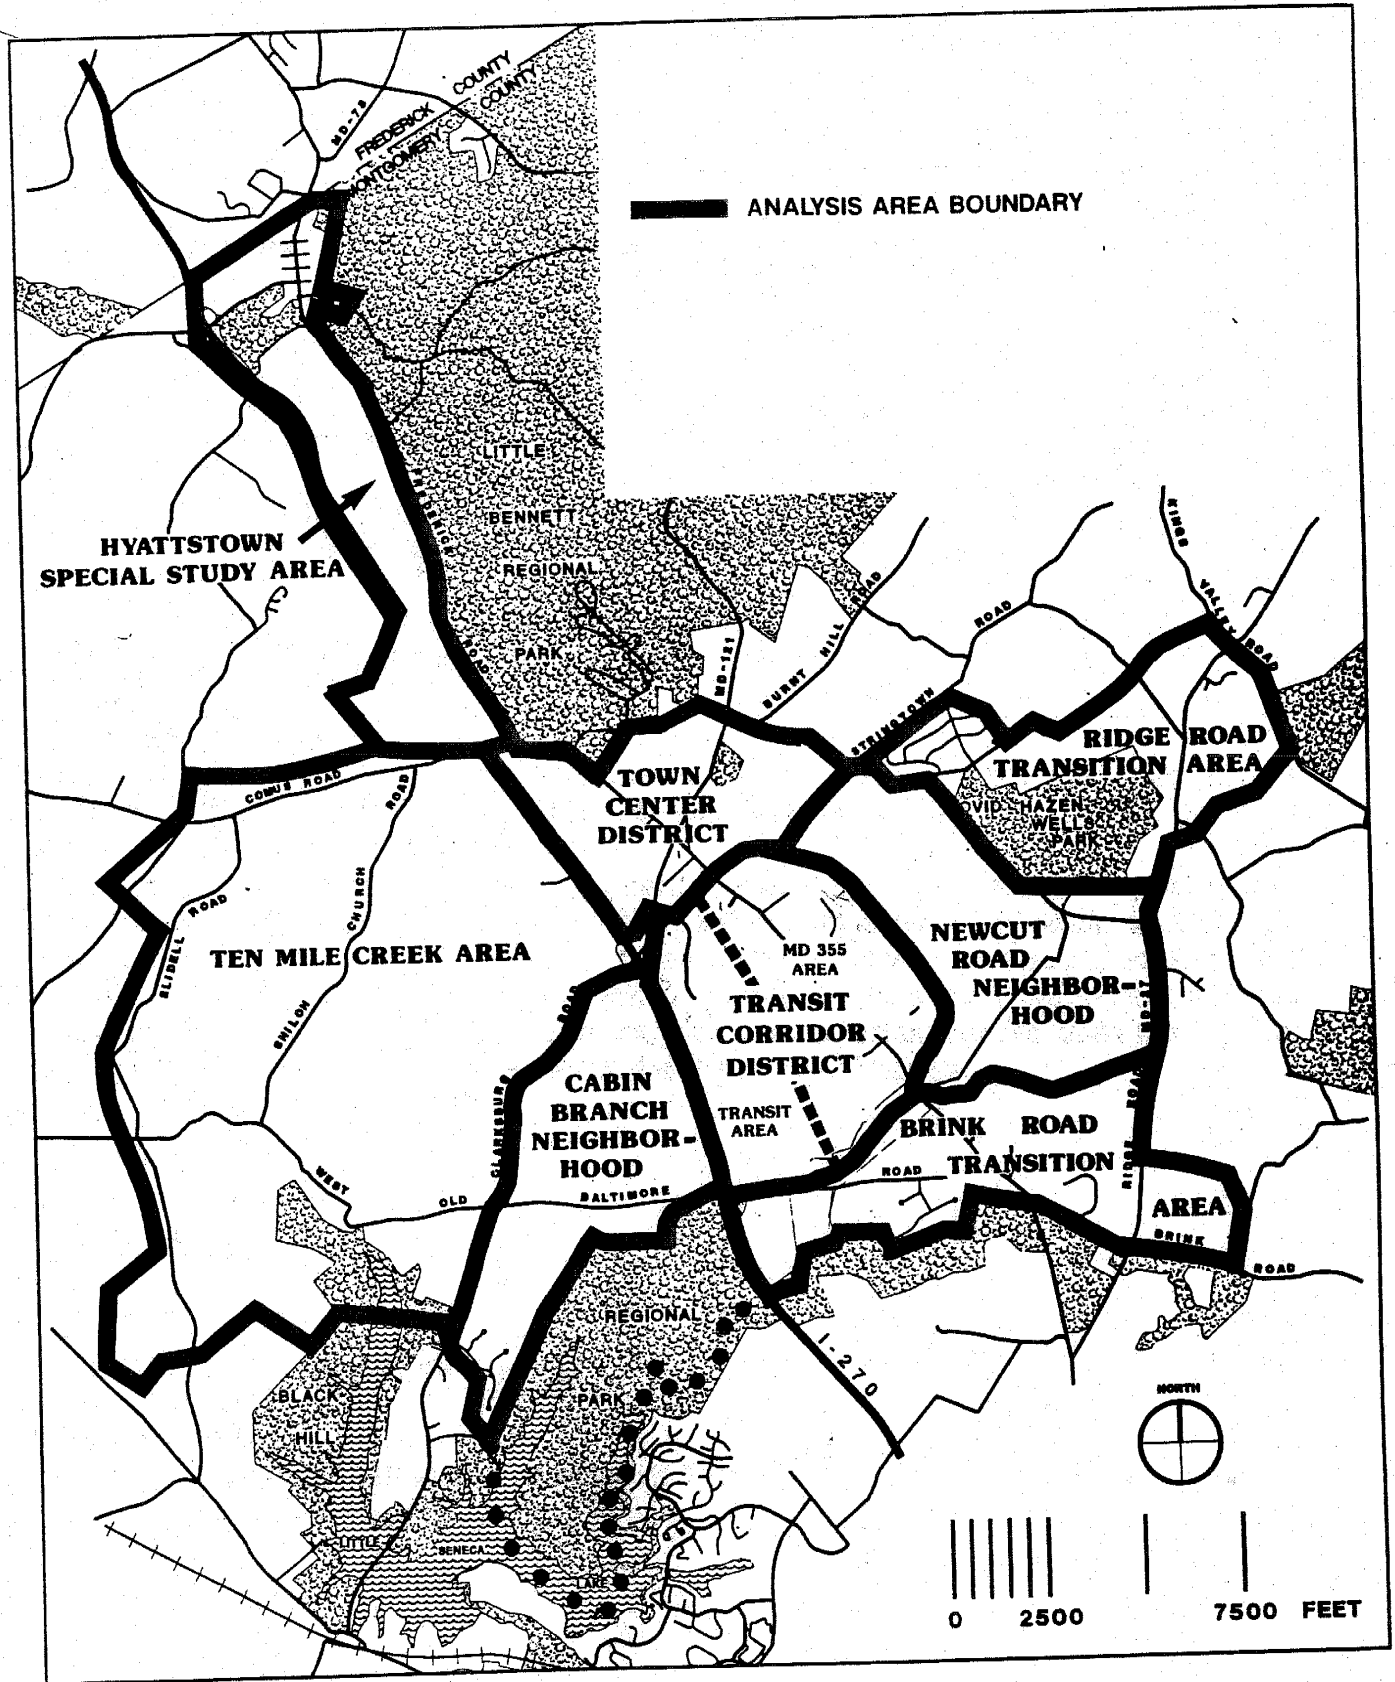 COUNTY
COUNTY
FREDERICK
MONTGOMERY
MD-75
ANALYSIS AREA BOUNDARY
LITTLE
BENNETT
REGIONAL
PARK
FREDERICK
ROAD
HYATTSTOWN
SPECIAL STUDY AREA
MD-121
BURNT HILL ROAD
STRINGTOWN
ROAD
KINGS
VALLEY ROAD
RIDGE ROAD
TRANSITION AREA
OVID HAZEN
WELLS
PARK
TOWN
CENTER
DISTRICT
COMUS ROAD
ROAD
CHURCH
SHILOH
SLIDELL
ROAD
TEN MILE CREEK AREA
MD 355
AREA
TRANSIT
CORRIDOR
DISTRICT
TRANSIT
AREA
NEWCUT
ROAD
NEIGHBOR-
HOOD
MD-27
ROAD
RIDGE
CABIN
BRANCH
NEIGHBOR-
HOOD
ROAD
CLARKSBURG
BRINK ROAD
TRANSITION
AREA
ROAD
BRINK
ROAD
WEST
OLD
BALTIMORE
REGIONAL
PARK
BLACK
HILL
LITTLE
SENECA
LAKE
I-270
NORTH
0 2500 7500 FEET